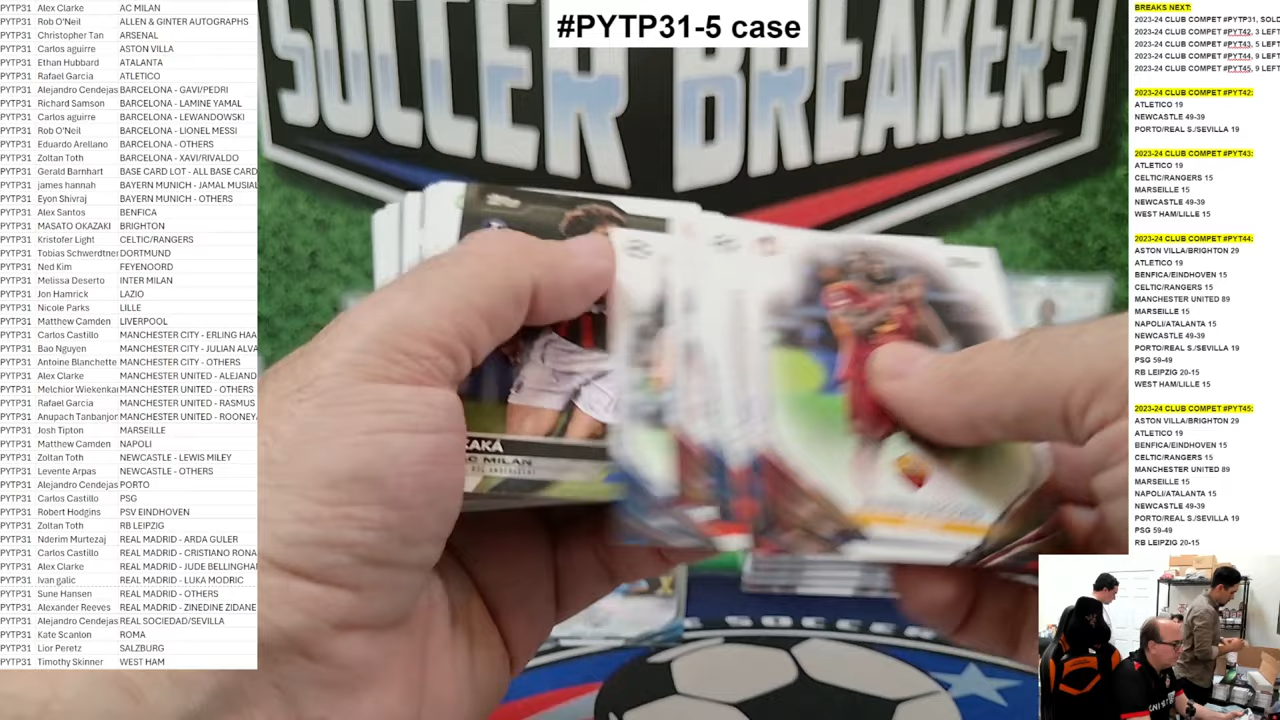 #PYTP31-5 case
SOCCER BREAKERS
PYTP31 Alex Clarke AC MILAN
PYTP31 Rob O'Neil ALLEN & GINTER AUTOGRAPHS
PYTP31 Christopher Tan ARSENAL
PYTP31 Carlos aguirre ASTON VILLA
PYTP31 Ethan Hubbard ATALANTA
PYTP31 Rafael Garcia ATLETICO
PYTP31 Alejandro Cendejas BARCELONA - GAVI/PEDRI
PYTP31 Richard Samson BARCELONA - LAMINE YAMAL
PYTP31 Carlos aguirre BARCELONA - LEWANDOWSKI
PYTP31 Rob O'Neil BARCELONA - LIONEL MESSI
PYTP31 Eduardo Arellano BARCELONA - OTHERS
PYTP31 Zoltan Toth BARCELONA - XAVI/RIVALDO
PYTP31 Gerald Barnhart BASE CARD LOT - ALL BASE CARD
PYTP31 james hannah BAYERN MUNICH - JAMAL MUSIAL
PYTP31 Eyon Shivraj BAYERN MUNICH - OTHERS
PYTP31 Alex Santos BENFICA
PYTP31 MASATO OKAZAKI BRIGHTON
PYTP31 Kristofer Light CELTIC/RANGERS
PYTP31 Tobias Schwerdtner DORTMUND
PYTP31 Ned Kim FEYENOORD
PYTP31 Melissa Deserto INTER MILAN
PYTP31 Jon Hamrick LAZIO
PYTP31 Nicole Parks LILLE
PYTP31 Matthew Camden LIVERPOOL
PYTP31 Carlos Castillo MANCHESTER CITY - ERLING HAA
PYTP31 Bao Nguyen MANCHESTER CITY - JULIAN ALVA
PYTP31 Antoine Blanchette MANCHESTER CITY - OTHERS
PYTP31 Alex Clarke MANCHESTER UNITED - ALEJAND
PYTP31 Melchior Wiekenkar MANCHESTER UNITED - OTHERS
PYTP31 Rafael Garcia MANCHESTER UNITED - RASMUS
PYTP31 Anupach Tanbanjor MANCHESTER UNITED - ROONEY
PYTP31 Josh Tipton MARSEILLE
PYTP31 Matthew Camden NAPOLI
PYTP31 Zoltan Toth NEWCASTLE - LEWIS MILEY
PYTP31 Levente Arpas NEWCASTLE - OTHERS
PYTP31 Alejandro Cendejas PORTO
PYTP31 Carlos Castillo PSG
PYTP31 Robert Hodgins PSV EINDHOVEN
PYTP31 Zoltan Toth RB LEIPZIG
PYTP31 Nderim Murtezaj REAL MADRID - ARDA GULER
PYTP31 Carlos Castillo REAL MADRID - CRISTIANO RONA
PYTP31 Alex Clarke REAL MADRID - JUDE BELLINGHA
PYTP31 Ivan galic REAL MADRID - LUKA MODRIC
PYTP31 Sune Hansen REAL MADRID - OTHERS
PYTP31 Alexander Reeves REAL MADRID - ZINEDINE ZIDANE
PYTP31 Alejandro Cendejas REAL SOCIEDAD/SEVILLA
PYTP31 Kate Scanlon ROMA
PYTP31 Lior Peretz SALZBURG
PYTP31 Timothy Skinner WEST HAM
BREAKS NEXT:
2023-24 CLUB COMPET #PYTP31, SOLD
2023-24 CLUB COMPET #PYT42, 3 LEFT
2023-24 CLUB COMPET #PYT43, 5 LEFT
2023-24 CLUB COMPET #PYT44, 9 LEFT
2023-24 CLUB COMPET #PYT45, 9 LEFT
2023-24 CLUB COMPET #PYT42:
ATLETICO 19
NEWCASTLE 49-39
PORTO/REAL S./SEVILLA 19
2023-24 CLUB COMPET #PYT43:
ATLETICO 19
CELTIC/RANGERS 15
MARSEILLE 15
NEWCASTLE 49-39
WEST HAM/LILLE 15
2023-24 CLUB COMPET #PYT44:
ASTON VILLA/BRIGHTON 29
ATLETICO 19
BENFICA/EINDHOVEN 15
CELTIC/RANGERS 15
MANCHESTER UNITED 89
MARSEILLE 15
NAPOLI/ATALANTA 15
NEWCASTLE 49-39
PORTO/REAL S./SEVILLA 19
PSG 59-49
RB LEIPZIG 20-15
WEST HAM/LILLE 15
2023-24 CLUB COMPET #PYT45:
ASTON VILLA/BRIGHTON 29
ATLETICO 19
BENFICA/EINDHOVEN 15
CELTIC/RANGERS 15
MANCHESTER UNITED 89
MARSEILLE 15
NAPOLI/ATALANTA 15
NEWCASTLE 49-39
PORTO/REAL S./SEVILLA 19
PSG 59-49
RB LEIPZIG 20-15
KAKÁ
C MILAN
SOCCER